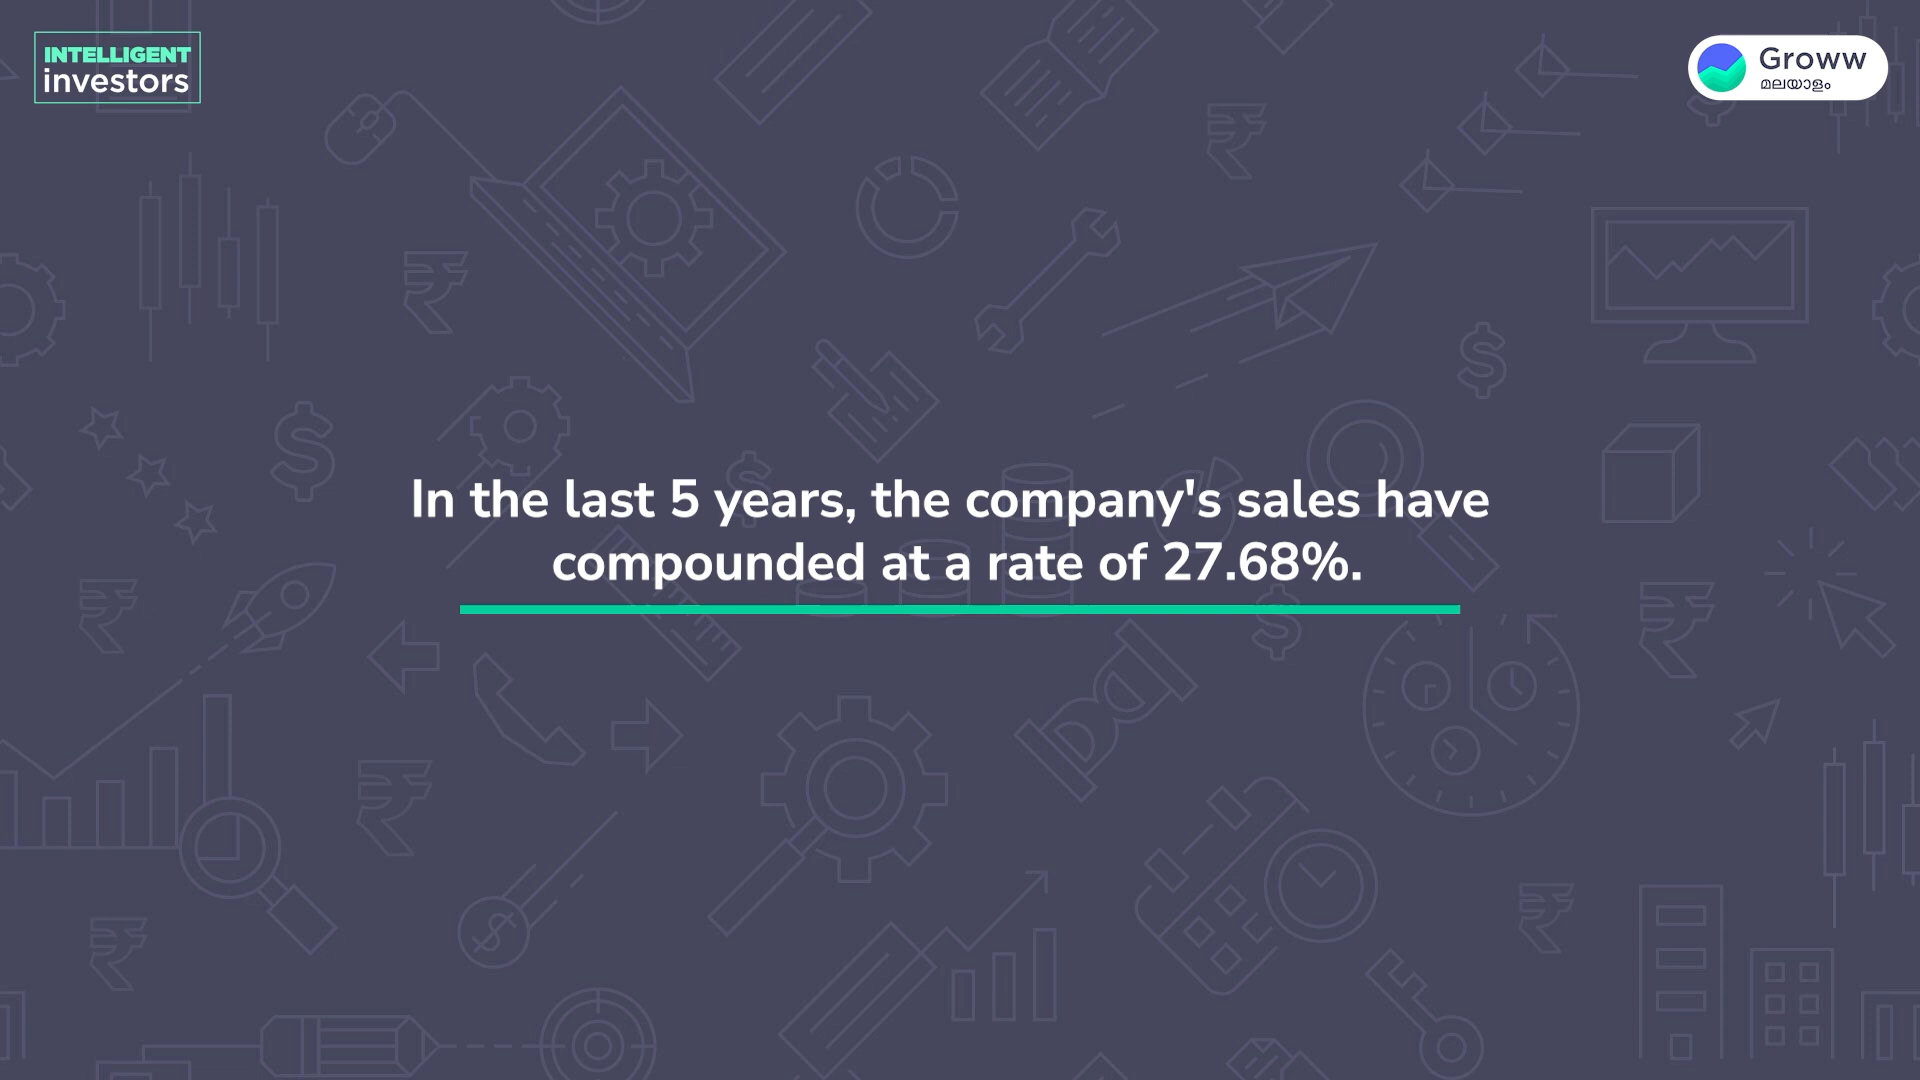 INTELLIGENT
investors
Groww
മലയാളം
In the last 5 years, the company's sales have
compounded at a rate of 27.68%.